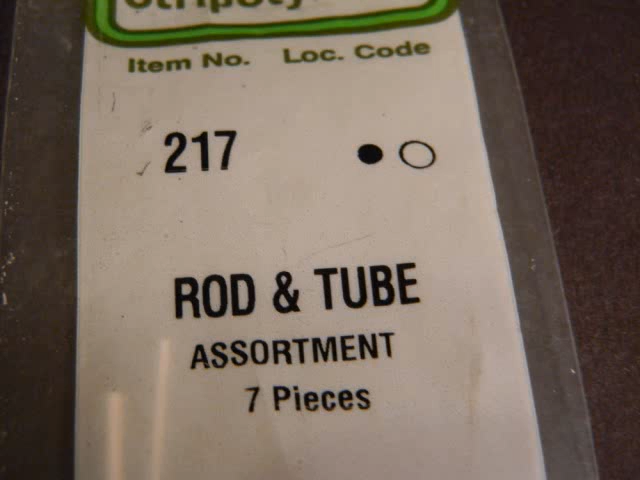 Item No. Loc. Code
217
ROD & TUBE
ASSORTMENT
7 Pieces